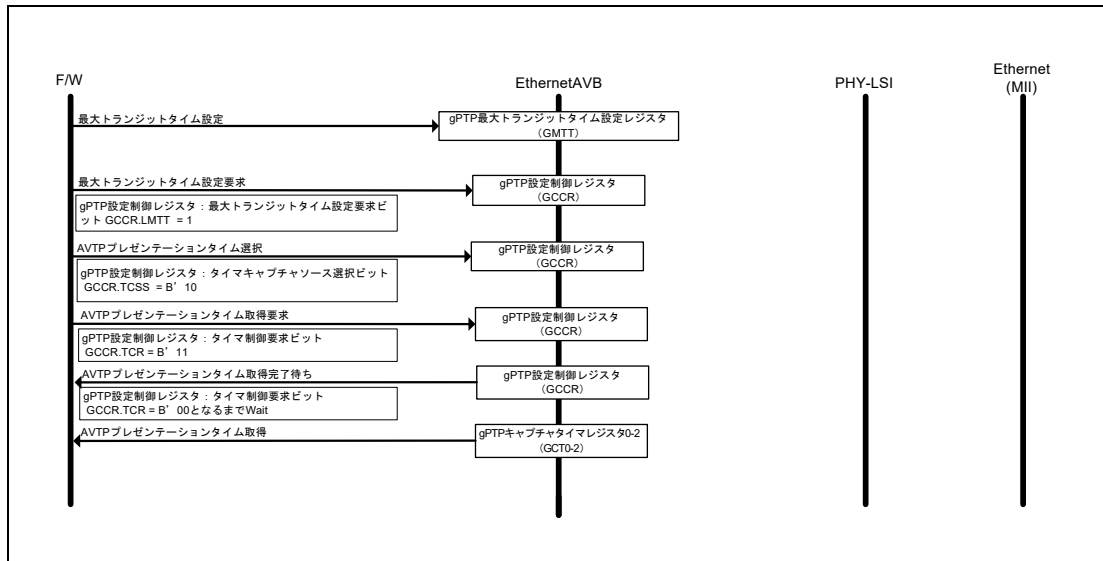 F/W
EthernetAVB
PHY-LSI
Ethernet
(MII)
最大トランジットタイム設定
gPTP最大トランジットタイム設定レジスタ
（GMTT）
最大トランジットタイム設定要求
gPTP設定制御レジスタ
（GCCR）
gPTP設定制御レジスタ：最大トランジットタイム設定要求ビ
ット GCCR.LMTT = 1
AVTPプレゼンテーションタイム選択
gPTP設定制御レジスタ
（GCCR）
gPTP設定制御レジスタ：タイマキャプチャソース選択ビット
GCCR.TCSS = B’10
AVTPプレゼンテーションタイム取得要求
gPTP設定制御レジスタ
（GCCR）
gPTP設定制御レジスタ：タイマ制御要求ビット
GCCR.TCR = B’11
AVTPプレゼンテーションタイム取得完了待ち
gPTP設定制御レジスタ
（GCCR）
gPTP設定制御レジスタ：タイマ制御要求ビット
GCCR.TCR = B’00となるまでWait
AVTPプレゼンテーションタイム取得
gPTPキャプチャタイマレジスタ0-2
（GCT0-2）